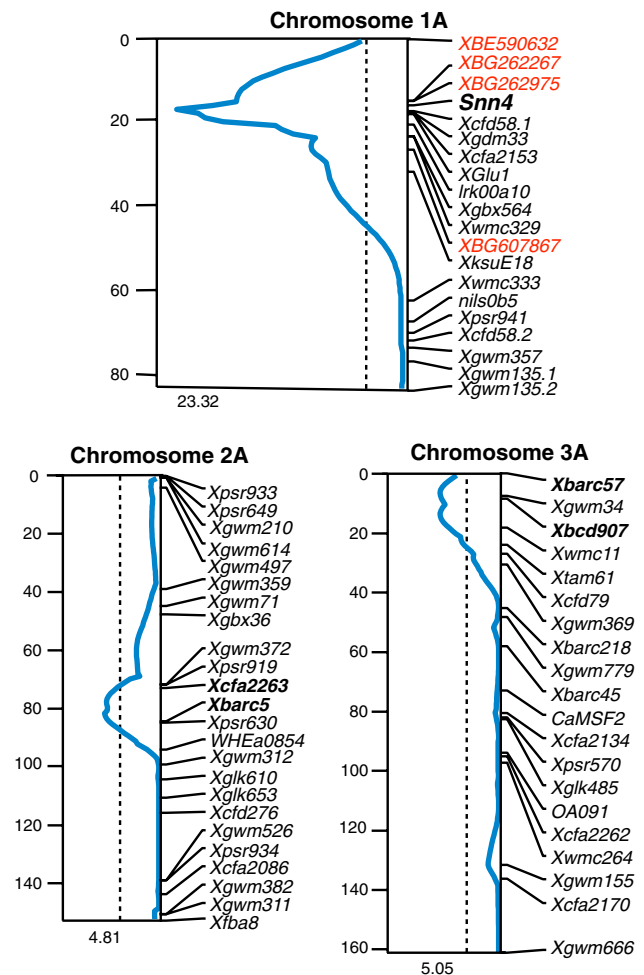 Chromosome 1A
0
20
40
60
80
XBE590632
XBG262267
XBG262975
Snn4
Xcfd58.1
Xgdm33
Xcfa2153
XGlu1
lrk00a10
Xgbx564
Xwmc329
XBG607867
XksuE18
Xwmc333
nils0b5
Xpsr941
Xcfd58.2
Xgwm357
Xgwm135.1
Xgwm135.2
23.32
Chromosome 2A
0
20
40
60
80
100
120
140
Xpsr933
Xpsr649
Xgwm210
Xgwm614
Xgwm497
Xgwm359
Xgwm71
Xgbx36
Xgwm372
Xpsr919
Xcfa2263
Xbarc5
Xpsr630
WHEa0854
Xgwm312
Xglk610
Xglk653
Xcfd276
Xgwm526
Xpsr934
Xcfa2086
Xgwm382
Xgwm311
Xfba8
4.81
Chromosome 3A
0
20
40
60
80
100
120
140
160
Xbarc57
Xgwm34
Xbcd907
Xwmc11
Xtam61
Xcfd79
Xgwm369
Xbarc218
Xgwm779
Xbarc45
CaMSF2
Xcfa2134
Xpsr570
Xglk485
OA091
Xcfa2262
Xwmc264
Xgwm155
Xcfa2170
Xgwm666
5.05